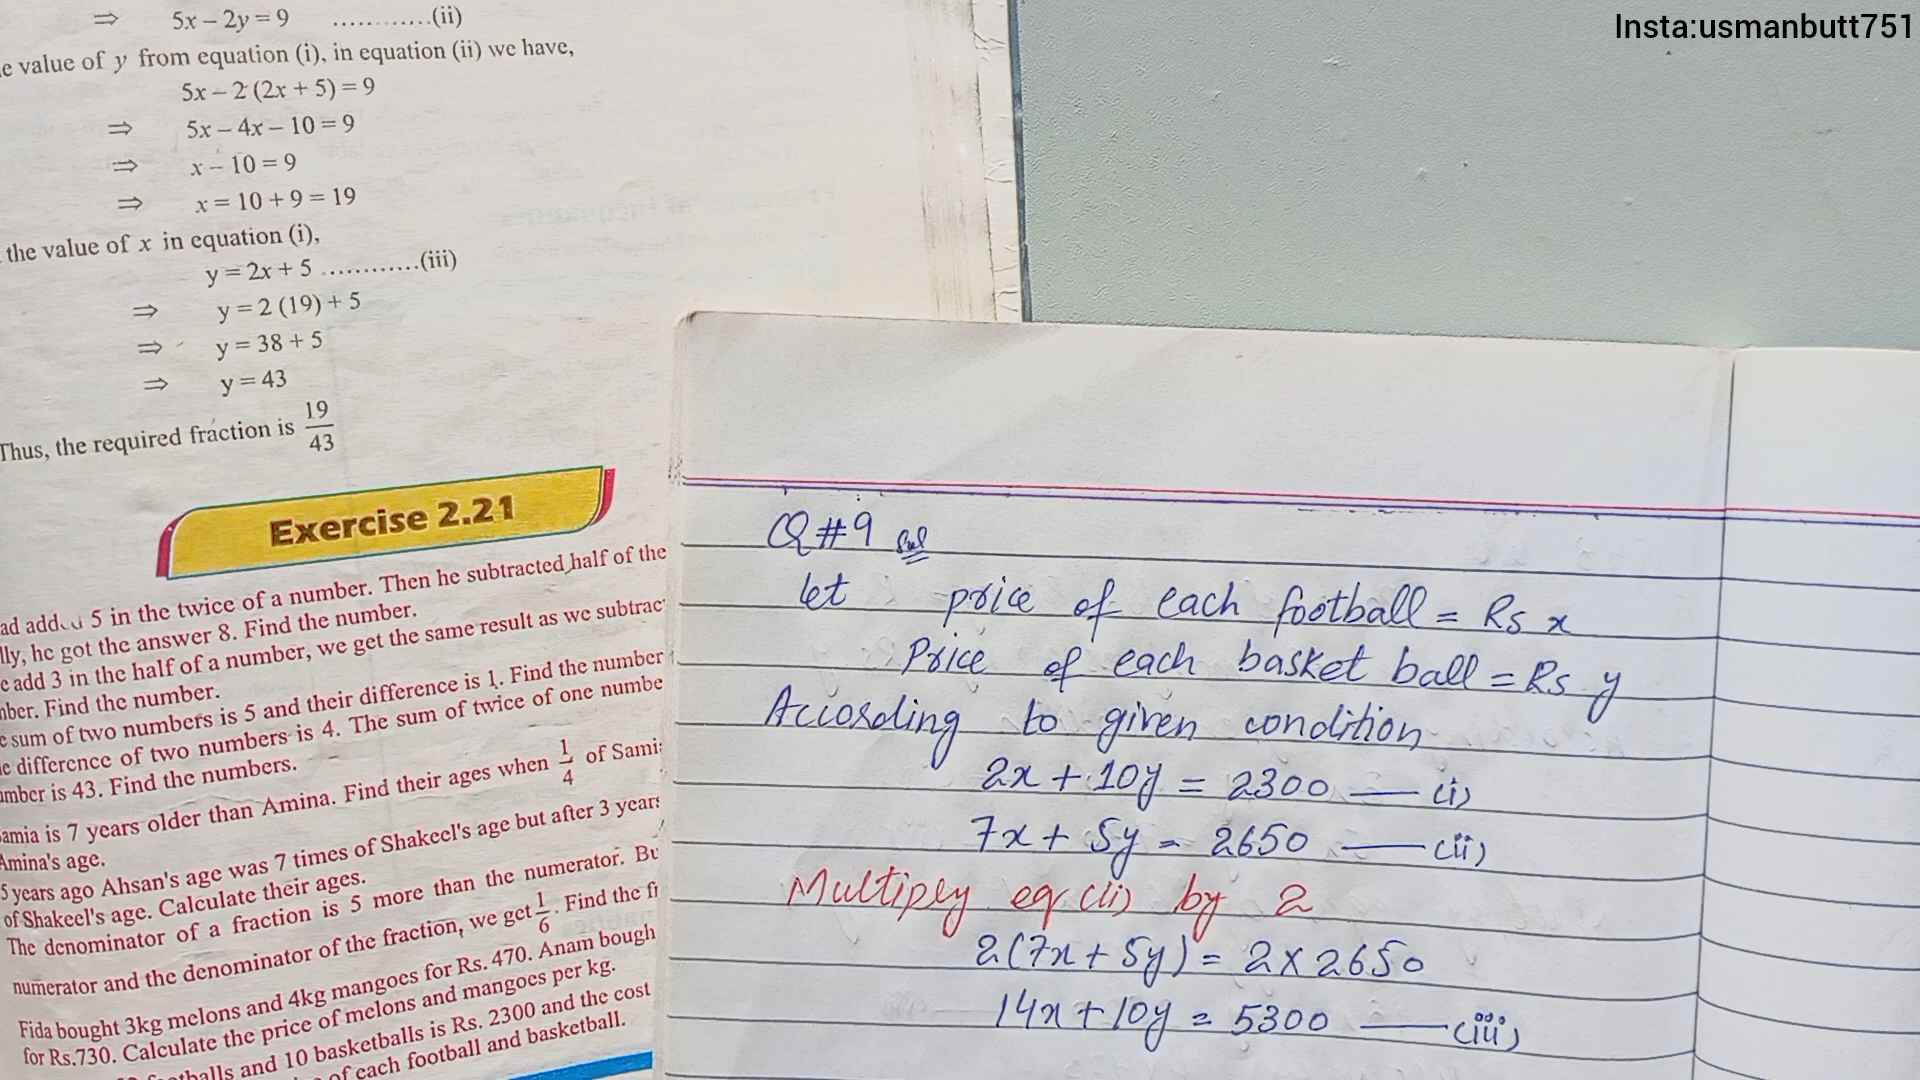 Insta:usmanbutt751
⇒ 5x – 2y = 9 ............(ii)
value of y from equation (i), in equation (ii) we have,
5x – 2 (2x + 5) = 9
⇒ 5x – 4x – 10 = 9
⇒ x – 10 = 9
⇒ x = 10 + 9 = 19
the value of x in equation (i),
y = 2x + 5 ............(iii)
⇒ y = 2 (19) + 5
⇒ y = 38 + 5
⇒ y = 43
Thus, the required fraction is 19/43
Exercise 2.21
5 in the twice of a number. Then he subtracted half of the
he got the answer 8. Find the number.
add 3 in the half of a number, we get the same result as we
Find the number.
sum of two numbers is 5 and their difference is 1. Find the number
difference of two numbers is 4. The sum of twice of one
is 43. Find the numbers.
is 7 years older than Amina. Find their ages when 1/4 of
Amina's age.
5 years ago Ahsan's age was 7 times of Shakeel's age but after 3
of Shakeel's age. Calculate their ages.
The denominator of a fraction is 5 more than the numerator.
numerator and the denominator of the fraction, we get 1/6. Find the
Fida bought 3kg melons and 4kg mangoes for Rs. 470. Anam
for Rs.730. Calculate the price of melons and mangoes per kg.
and 10 basketballs is Rs. 2300 and the cost
of each football and basketball.
Q#9 Sol
let price of each football = Rs x
Price of each basket ball = Rs y
According to given condition
2x + 10y = 2300 — (i)
7x + 5y = 2650 — (ii)
Multiply eq (ii) by 2
2(7x + 5y) = 2 × 2650
14x + 10y = 5300 — (iii)